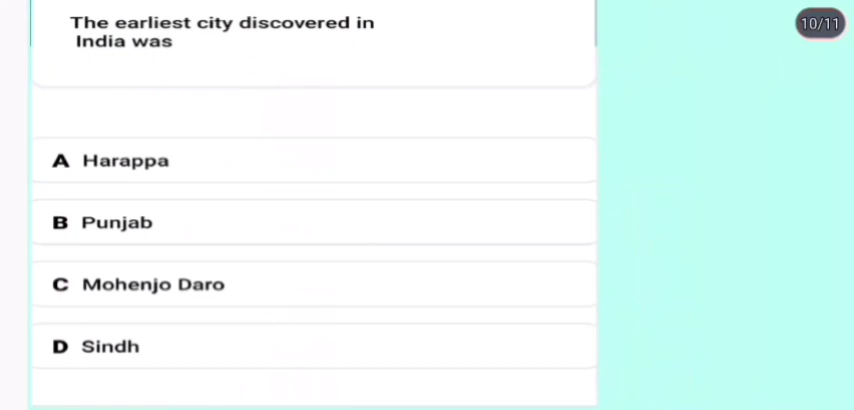 The earliest city discovered in
India was
10/11
A Harappa
B Punjab
C Mohenjo Daro
D Sindh